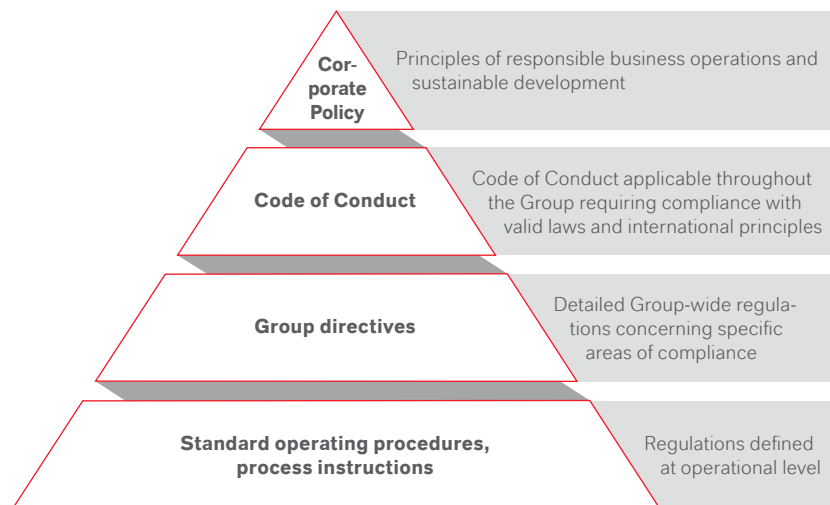 Cor-
porate
Policy
Principles of responsible business operations and
sustainable development
Code of Conduct
Code of Conduct applicable throughout
the Group requiring compliance with
valid laws and international principles
Group directives
Detailed Group-wide regula-
tions concerning specific
areas of compliance
Standard operating procedures,
process instructions
Regulations defined
at operational level